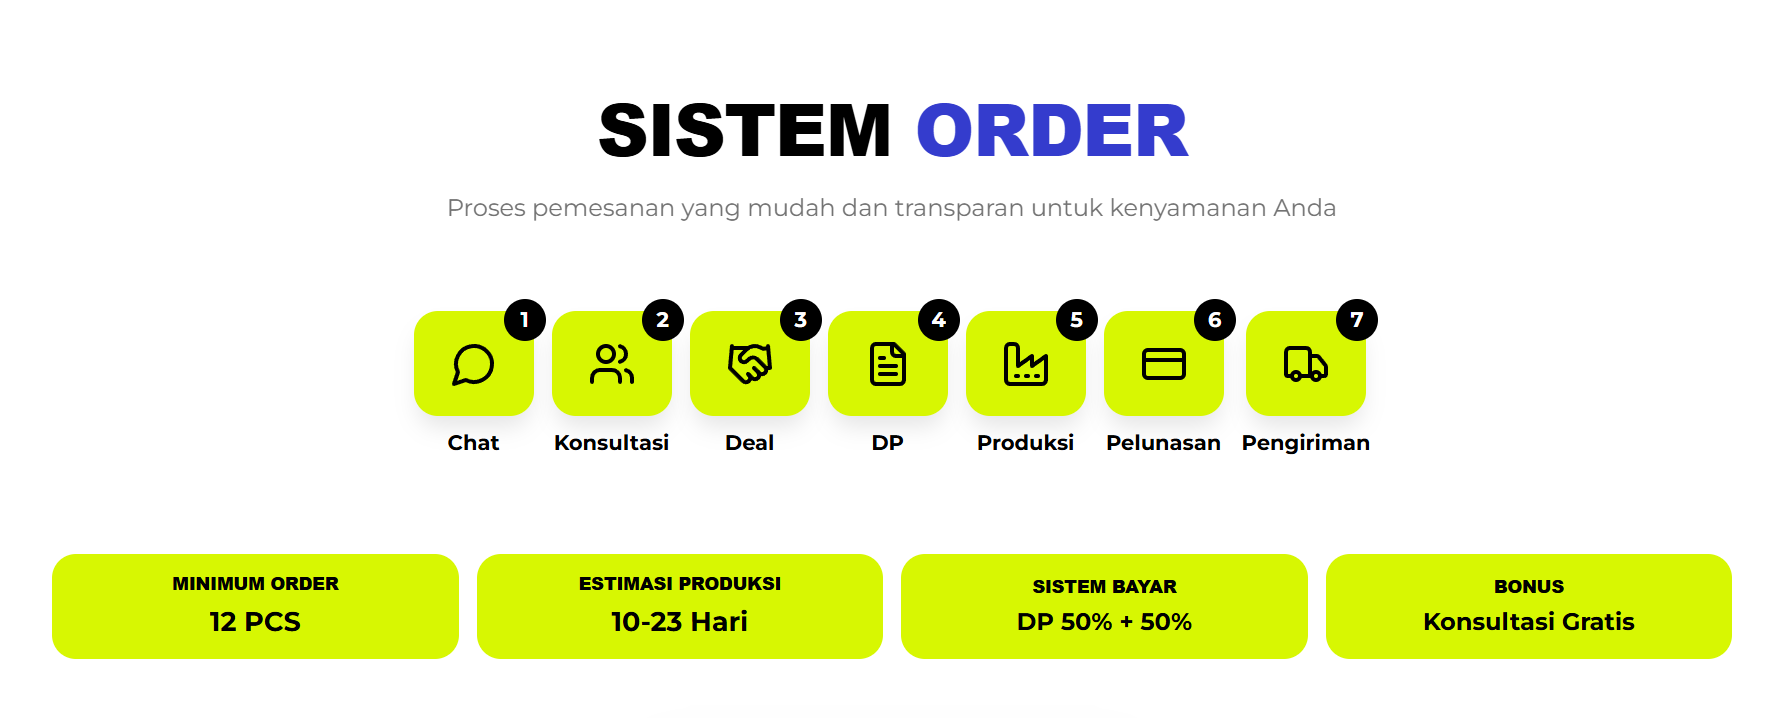 SISTEM ORDER
Proses pemesanan yang mudah dan transparan untuk kenyamanan Anda
1
Chat
2
Konsultasi
3
Deal
4
DP
5
Produksi
6
Pelunasan
7
Pengiriman
MINIMUM ORDER
12 PCS
ESTIMASI PRODUKSI
10-23 Hari
SISTEM BAYAR
DP 50% + 50%
BONUS
Konsultasi Gratis